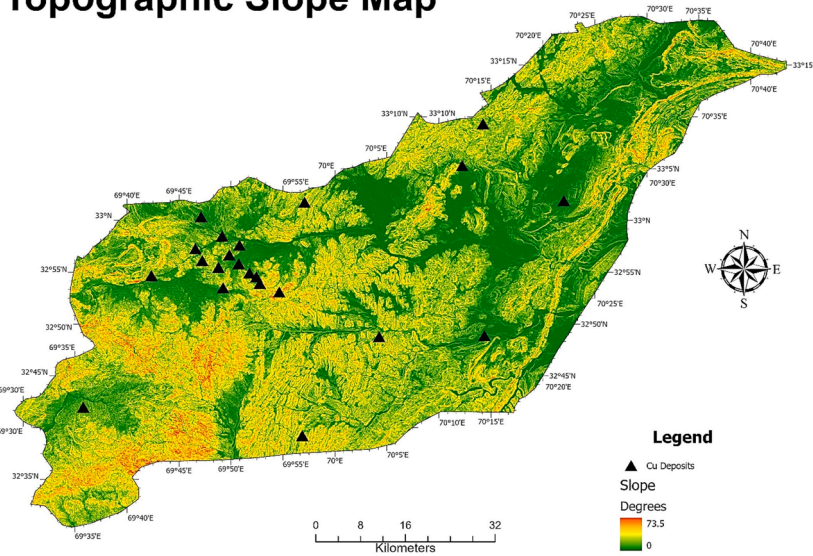 Topographic Slope Map
70°25'E
70°30'E
70°35'E
70°20'E
70°40'E
33°15'N
33°15
70°15'E
70°40'E
33°10'N
33°10'N
70°35'E
70°5'E
70°E
33°5'N
69°55'E
70°30'E
69°45'E
69°40'E
33°N
33°N
N
W
E
S
32°55'N
32°55'N
70°25'E
32°50'N
32°50'N
69°35'E
32°45'N
32°45'N
70°20'E
69°30'E
70°15'E
70°10'E
69°30'E
70°5'E
70°E
69°55'E
69°50'E
69°45'E
32°35'N
69°40'E
69°35'E
Legend
Cu Deposits
Slope
Degrees
73.5
0
0 8 16 32
Kilometers